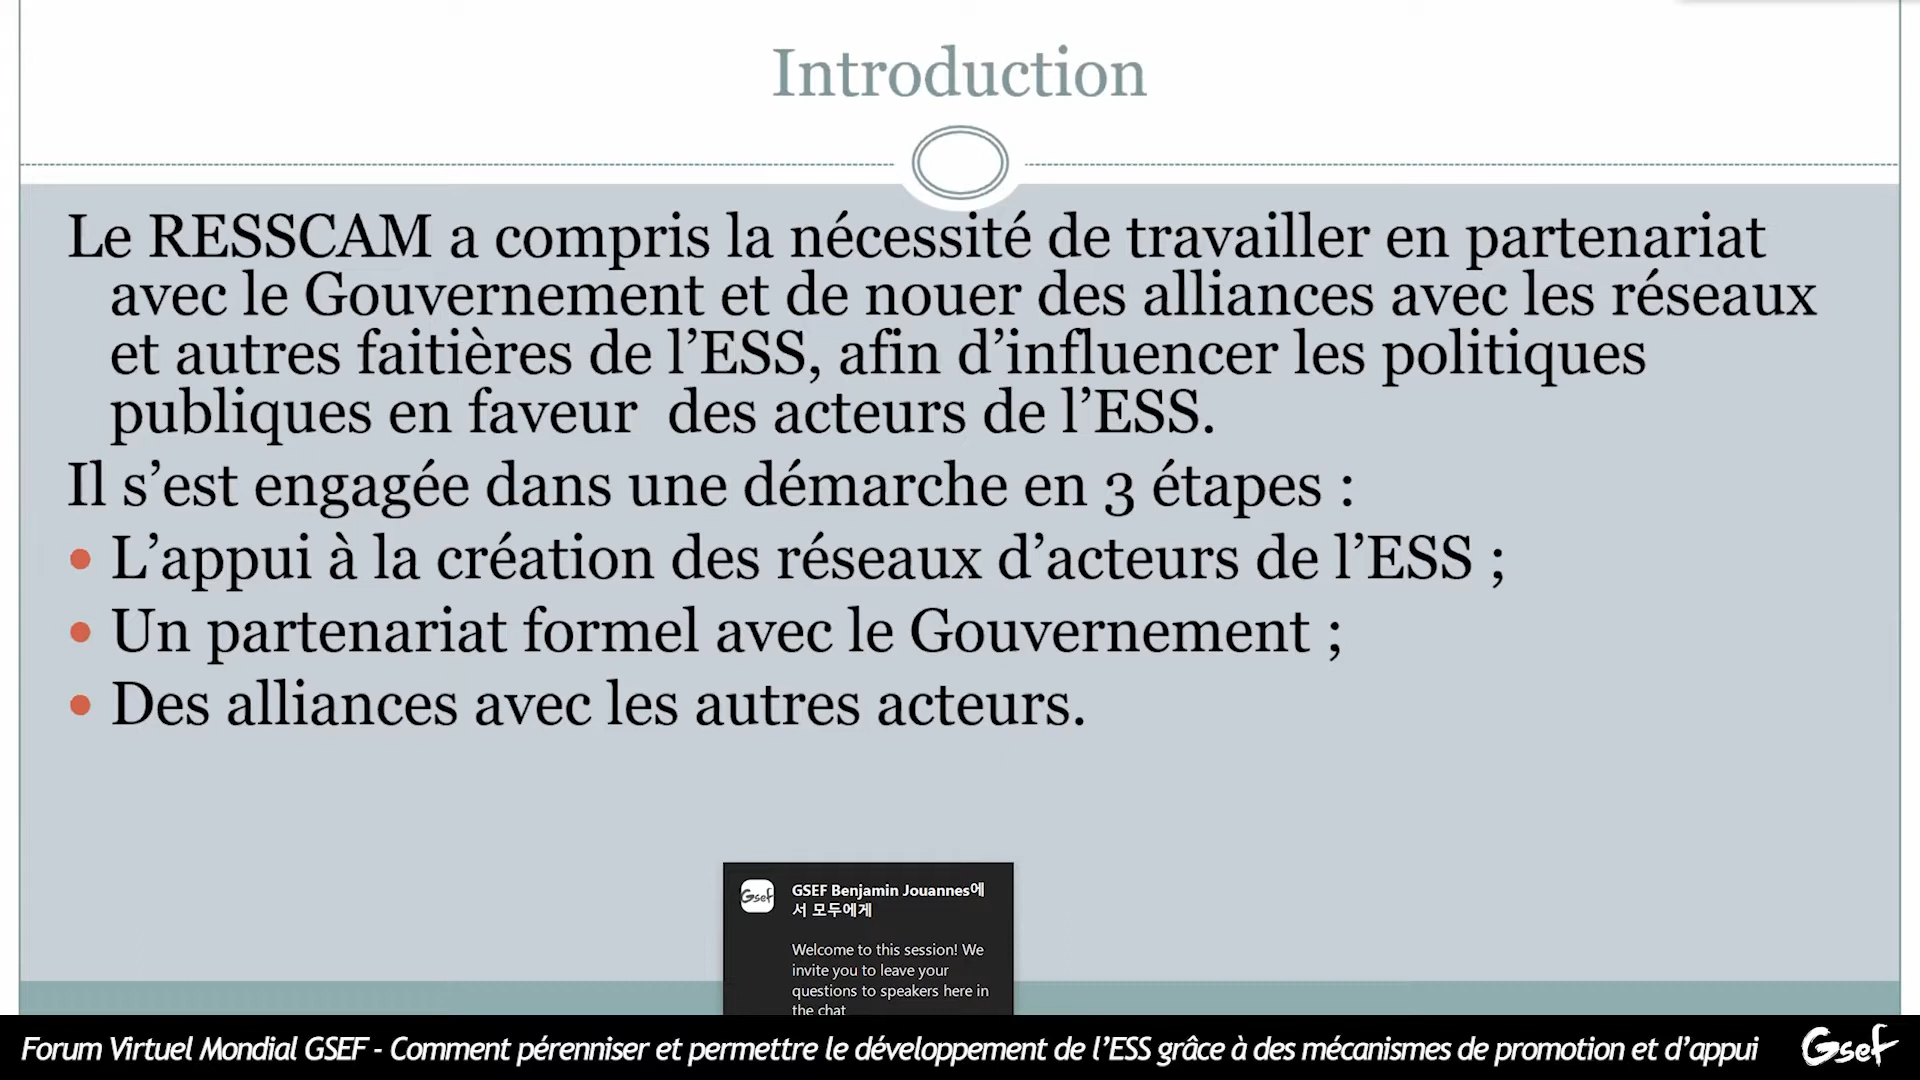 Introduction
Le RESSCAM a compris la nécessité de travailler en partenariat
avec le Gouvernement et de nouer des alliances avec les réseaux
et autres faitières de l’ESS, afin d’influencer les politiques
publiques en faveur  des acteurs de l’ESS.
Il s’est engagée dans une démarche en 3 étapes :
• L’appui à la création des réseaux d’acteurs de l’ESS ;
• Un partenariat formel avec le Gouvernement ;
• Des alliances avec les autres acteurs.
Gsef
GSEF Benjamin Jouannes에
서 모두에게
Welcome to this session! We
invite you to leave your
questions to speakers here in
the chat
Forum Virtuel Mondial GSEF - Comment pérenniser et permettre le développement de l’ESS grâce à des mécanismes de promotion et d’appui
Gsef